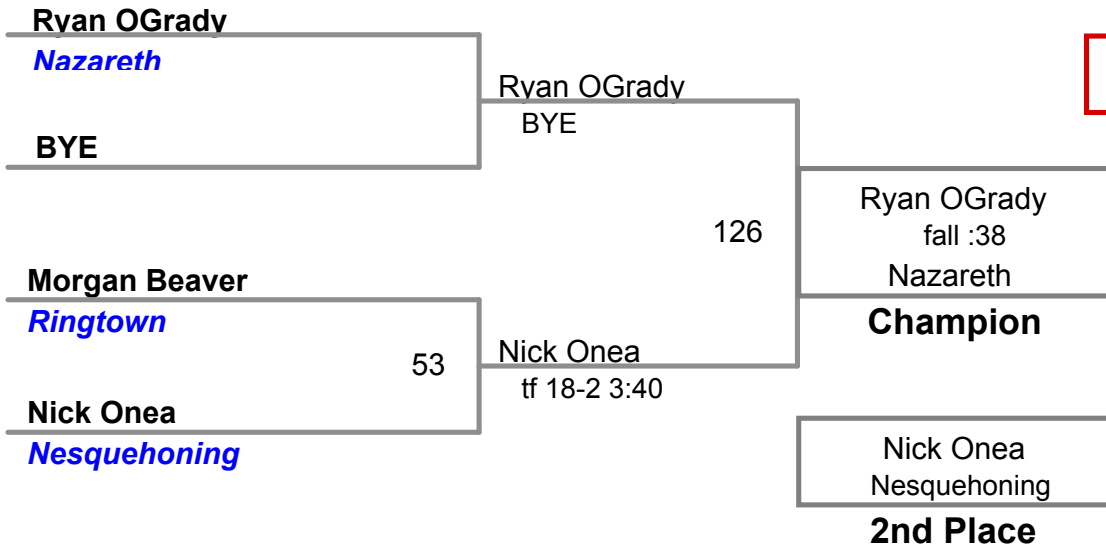 Ryan OGrady
Nazareth
BYE
Ryan OGrady
BYE
Morgan Beaver
Ringtown
53
Nick Onea
Nesquehoning
Nick Onea
tf 18-2 3:40
126
Ryan OGrady
fall :38
Nazareth
Champion
Nick Onea
Nesquehoning
2nd Place